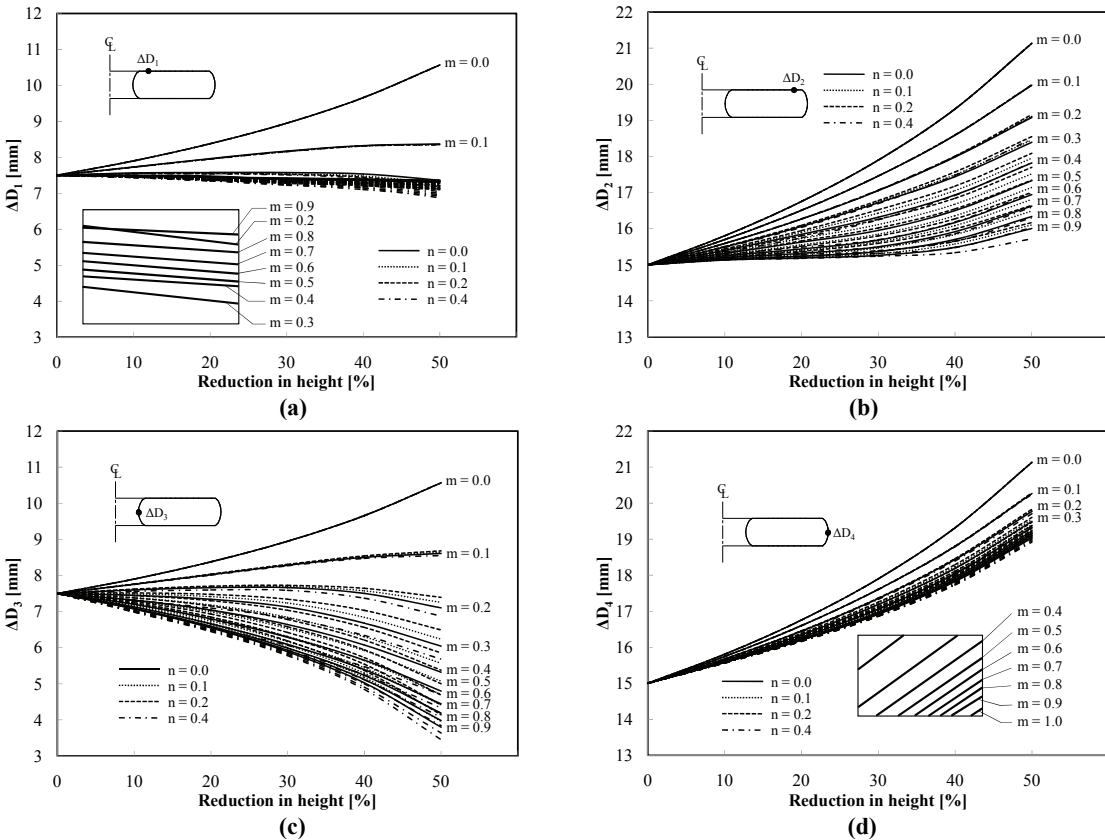 12
11
10
9
8
7
6
5
4
3
ΔD1 [mm]
℄
ΔD1
m = 0.0
m = 0.1
m = 0.9
m = 0.2
m = 0.8
m = 0.7
m = 0.6
m = 0.5
m = 0.4
m = 0.3
n = 0.0
n = 0.1
n = 0.2
n = 0.4
0 10 20 30 40 50
Reduction in height [%]
(a)
22
21
20
19
18
17
16
15
14
13
ΔD2 [mm]
℄
ΔD2
n = 0.0
n = 0.1
n = 0.2
n = 0.4
m = 0.0
m = 0.1
m = 0.2
m = 0.3
m = 0.4
m = 0.5
m = 0.6
m = 0.7
m = 0.8
m = 0.9
0 10 20 30 40 50
Reduction in height [%]
(b)
12
11
10
9
8
7
6
5
4
3
ΔD3 [mm]
℄
ΔD3
m = 0.0
m = 0.1
m = 0.2
m = 0.3
m = 0.4
m = 0.5
m = 0.6
m = 0.7
m = 0.8
m = 0.9
n = 0.0
n = 0.1
n = 0.2
n = 0.4
0 10 20 30 40 50
Reduction in height [%]
(c)
22
21
20
19
18
17
16
15
14
13
ΔD4 [mm]
℄
ΔD4
m = 0.0
m = 0.1
m = 0.2
m = 0.3
m = 0.4
m = 0.5
m = 0.6
m = 0.7
m = 0.8
m = 0.9
m = 1.0
n = 0.0
n = 0.1
n = 0.2
n = 0.4
0 10 20 30 40 50
Reduction in height [%]
(d)